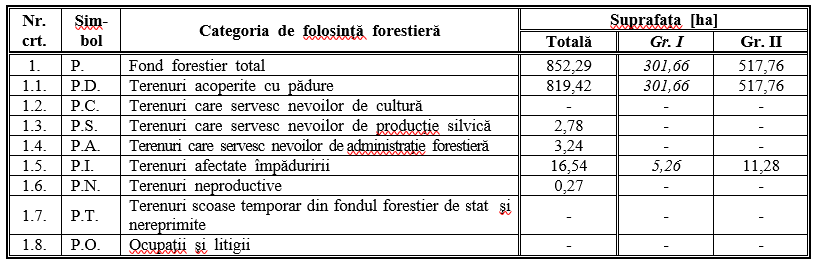 Nr. crt. Sim-bol Categoria de folosință forestieră Suprafața [ha]
Totală Gr. I Gr. II
1. P. Fond forestier total 852,29 301,66 517,76
1.1. P.D. Terenuri acoperite cu pădure 819,42 301,66 517,76
1.2. P.C. Terenuri care servesc nevoilor de cultură - - -
1.3. P.S. Terenuri care servesc nevoilor de producție silvică 2,78 - -
1.4. P.A. Terenuri care servesc nevoilor de administrație forestieră 3,24 - -
1.5. P.I. Terenuri afectate împăduririi 16,54 5,26 11,28
1.6. P.N. Terenuri neproductive 0,27 - -
1.7. P.T. Terenuri scoase temporar din fondul forestier de stat și
nereprimite - - -
1.8. P.O. Ocupații și litigii - - -